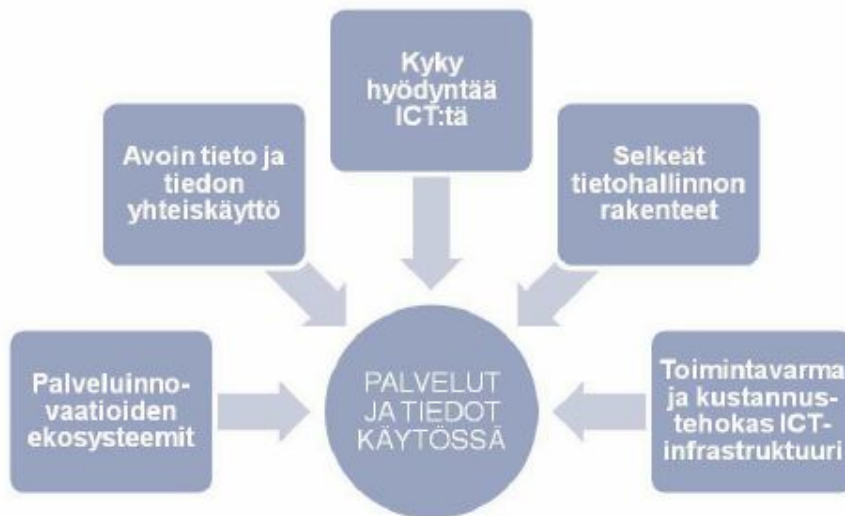 Kyky
hyödyntää
ICT:tä
Avoin tieto ja
tiedon
yhteiskäyttö
Selkeät
tietohallinnon
rakenteet
Palveluinno-
vaatioiden
ekosysteemit
PALVELUT
JA TIEDOT
KÄYTÖSSÄ
Toimintavarma
ja kustannus-
tehokas ICT-
infrastruktuuri